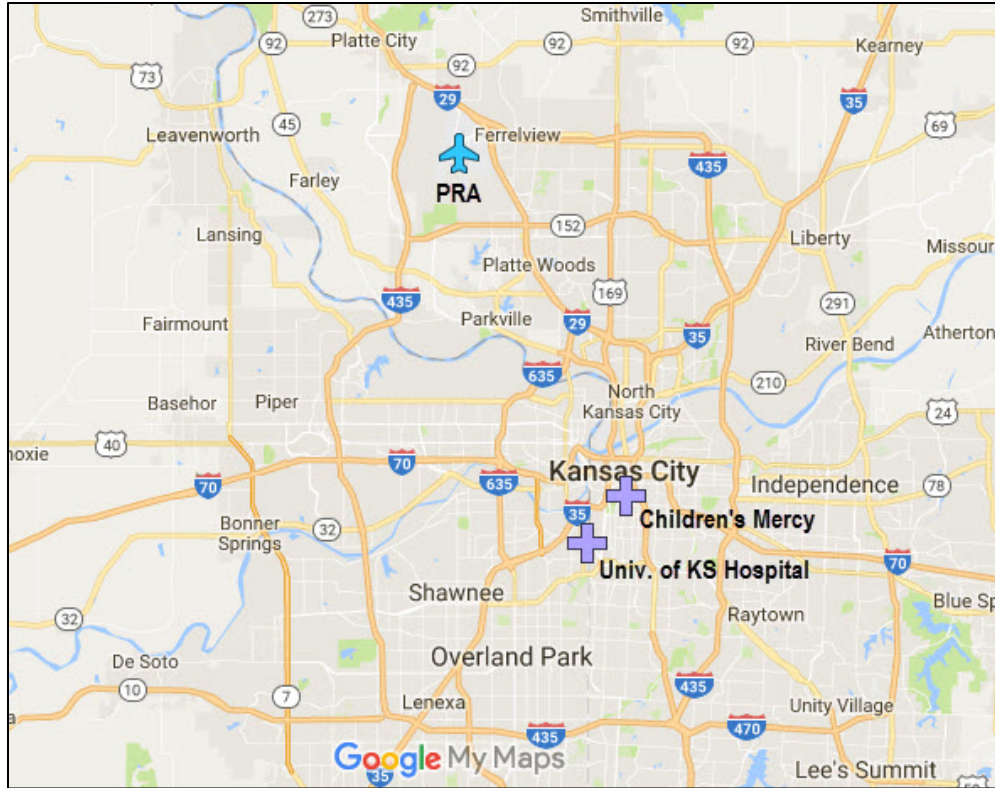 Smithville
273
92
Platte City
92
92
Kearney
92
73
29
35
45
Leavenworth
Ferrelview
69
435
Farley
PRA
Lansing
152
Liberty
Missour
Platte Woods
169
435
291
Fairmount
Parkville
29
35
Atherton
River Bend
635
210
North
Kansas City
Basehor
Piper
24
40
noxie
70
Kansas City
70
635
Independence
78
35
Children's Mercy
Bonner
Springs
32
Univ. of KS Hospital
70
Shawnee
Blue Sp
32
Raytown
Overland Park
De Soto
10
7
435
Lenexa
Unity Village
a
435
470
Google My Maps
35
Lee's Summit